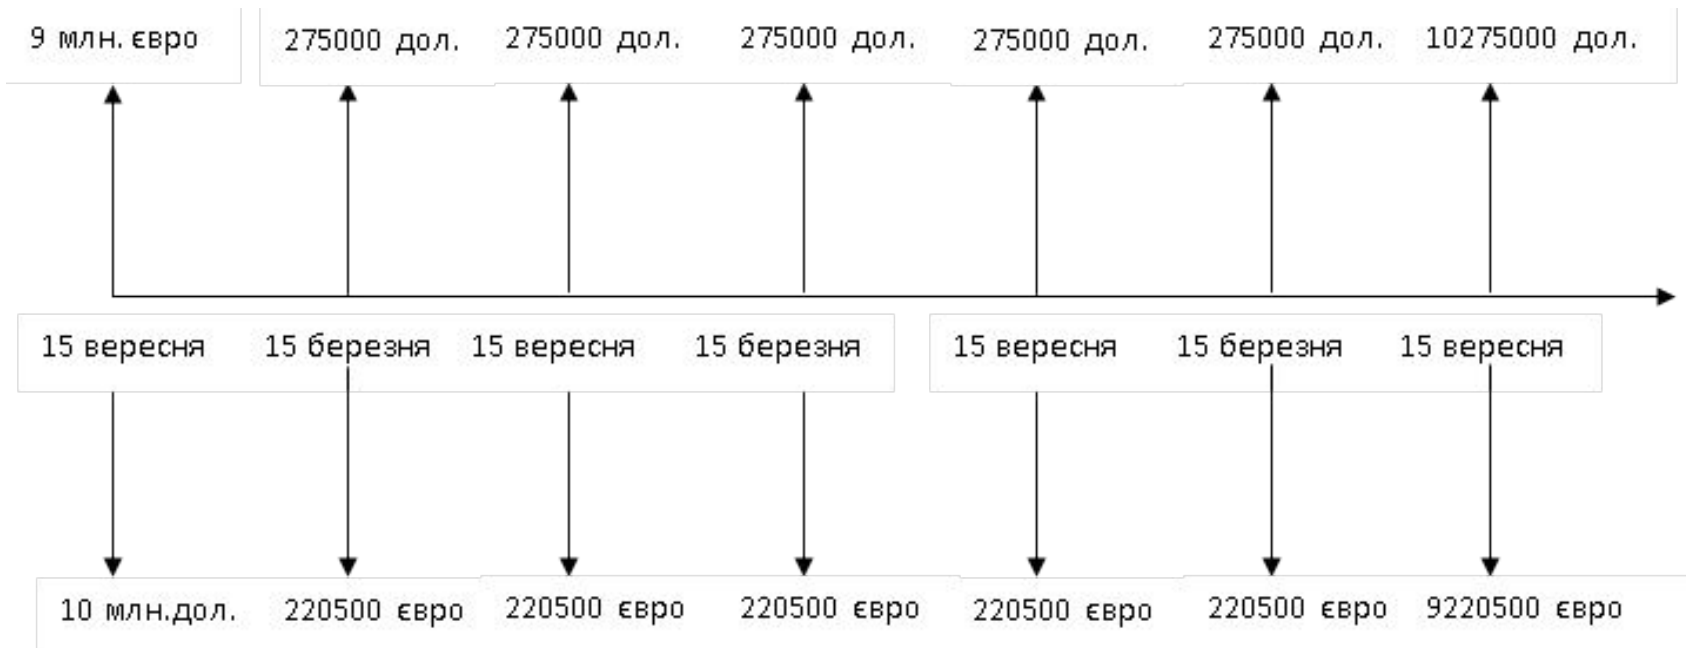 9 млн. євро 275000 дол. 275000 дол. 275000 дол. 275000 дол. 275000 дол. 10275000 дол.
15 вересня 15 березня 15 вересня 15 березня 15 вересня 15 березня 15 вересня
10 млн.дол. 220500 євро 220500 євро 220500 євро 220500 євро 220500 євро 9220500 євро